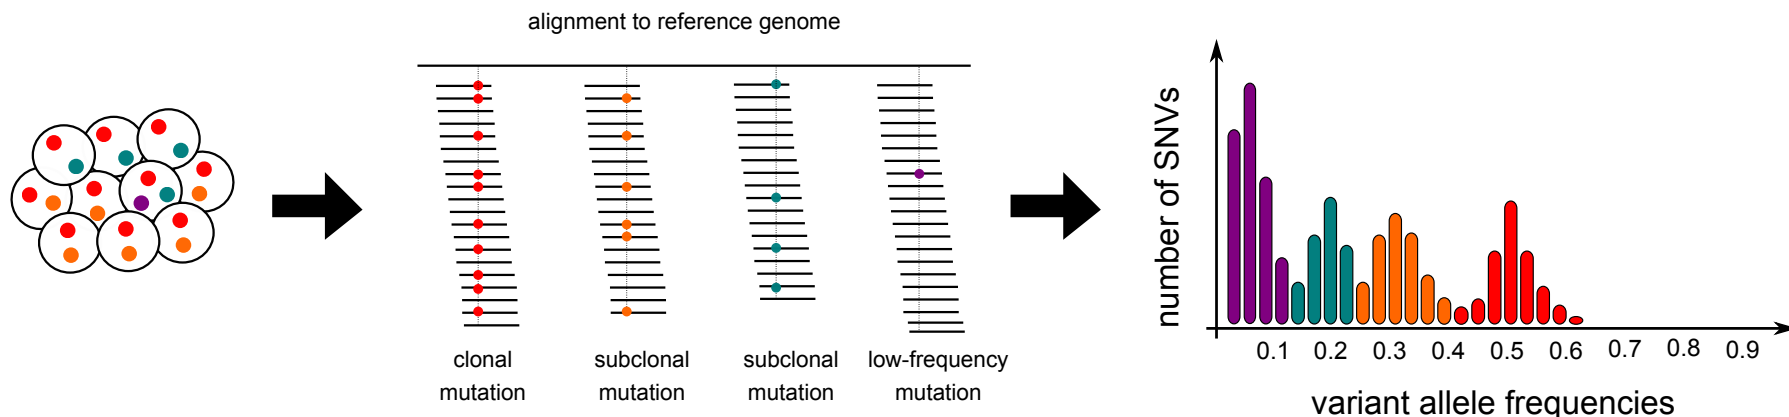 alignment to reference genome
clonal
mutation
subclonal
mutation
subclonal
mutation
low-frequency
mutation
number of SNVs
0.1 0.2 0.3 0.4 0.5 0.6 0.7 0.8 0.9
variant allele frequencies